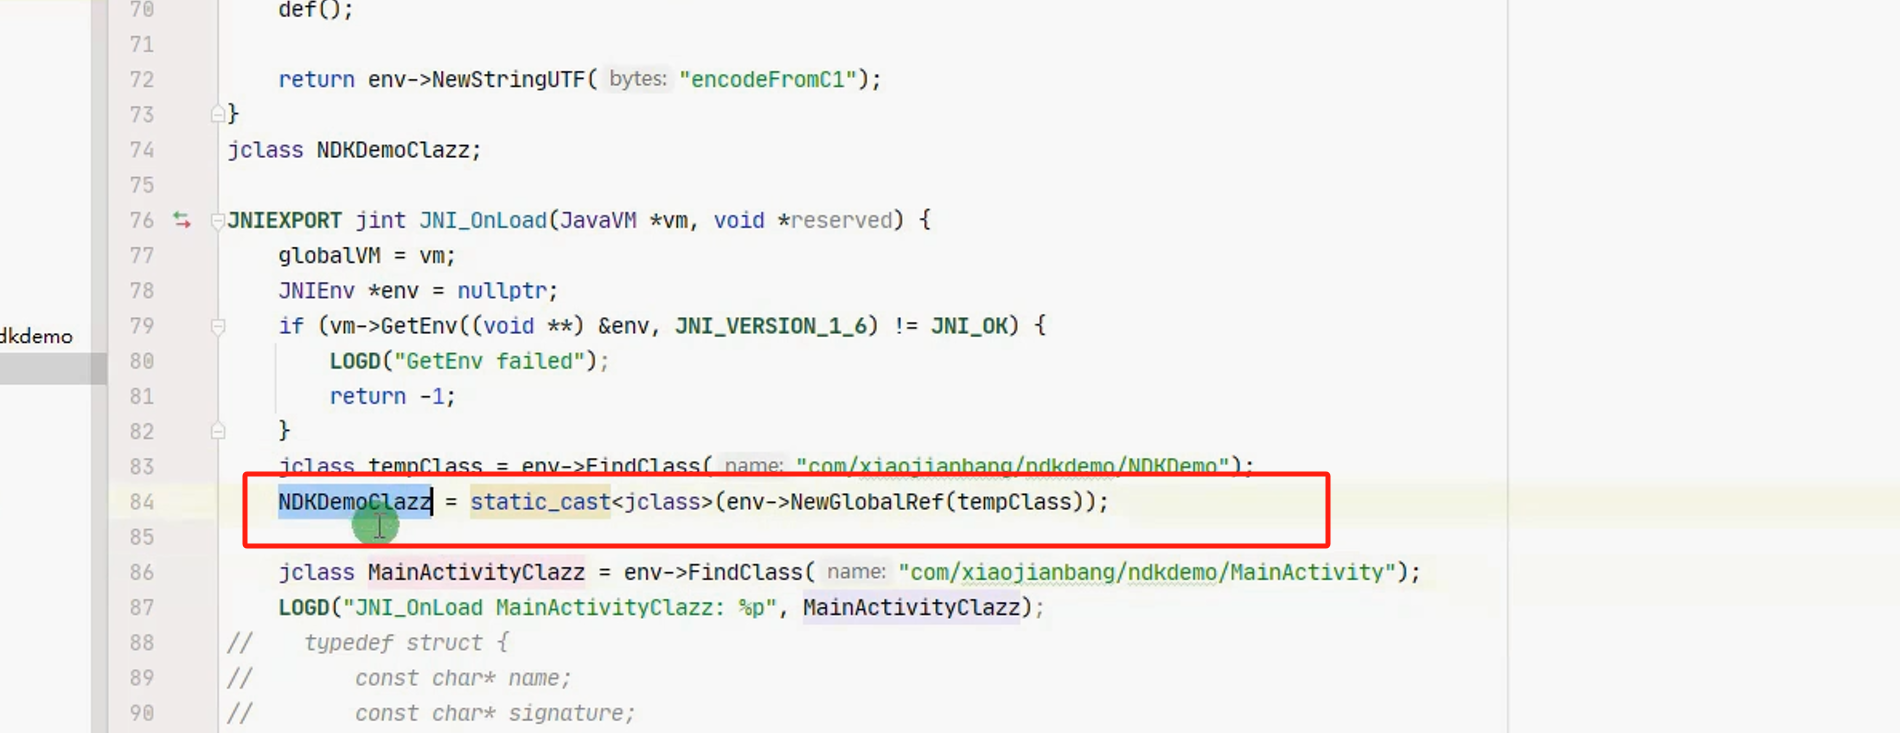 70 def();
71
72 return env->NewStringUTF( bytes: "encodeFromC1");
73 }
74 jclass NDKDemoClazz;
75
76 JNIEXPORT jint JNI_OnLoad(JavaVM *vm, void *reserved) {
77 globalVM = vm;
78 JNIEnv *env = nullptr;
79 if (vm->GetEnv((void **) &env, JNI_VERSION_1_6) != JNI_OK) {
dkdemo
80 LOGD("GetEnv failed");
81 return -1;
82 }
83 jclass tempClass = env->FindClass( name: "com/xiaojianbang/ndkdemo/NDKDemo");
84 NDKDemoClazz = static_cast<jclass>(env->NewGlobalRef(tempClass));
85
86 jclass MainActivityClazz = env->FindClass( name: "com/xiaojianbang/ndkdemo/MainActivity");
87 LOGD("JNI_OnLoad MainActivityClazz: %p", MainActivityClazz);
88 // typedef struct {
89 // const char* name;
90 // const char* signature;